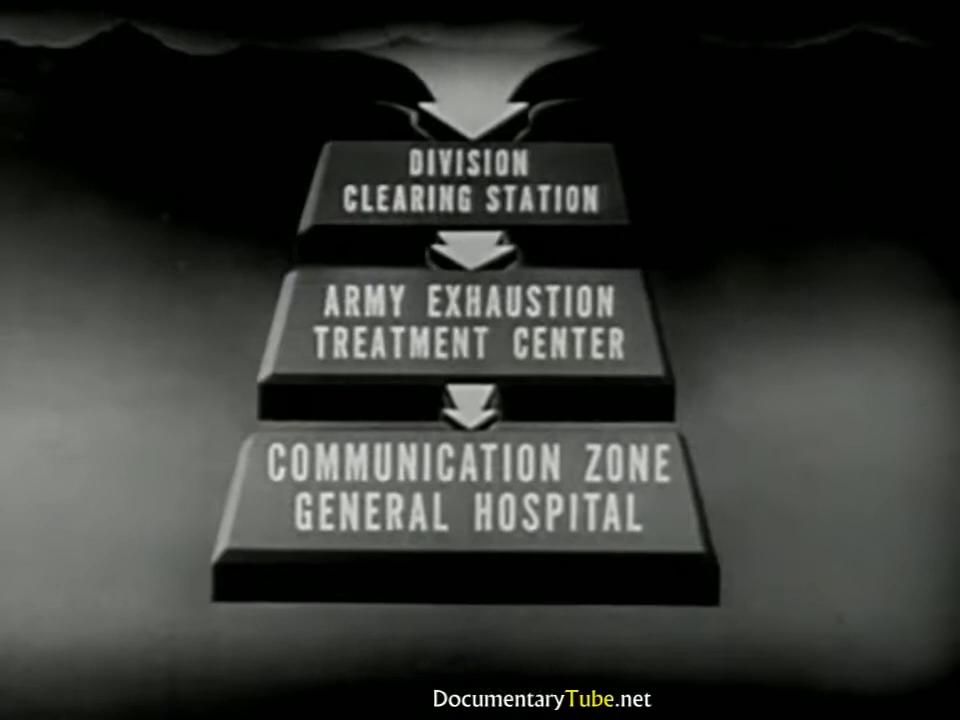 DIVISION
CLEARING STATION
ARMY EXHAUSTION
TREATMENT CENTER
COMMUNICATION ZONE
GENERAL HOSPITAL
DocumentaryTube.net